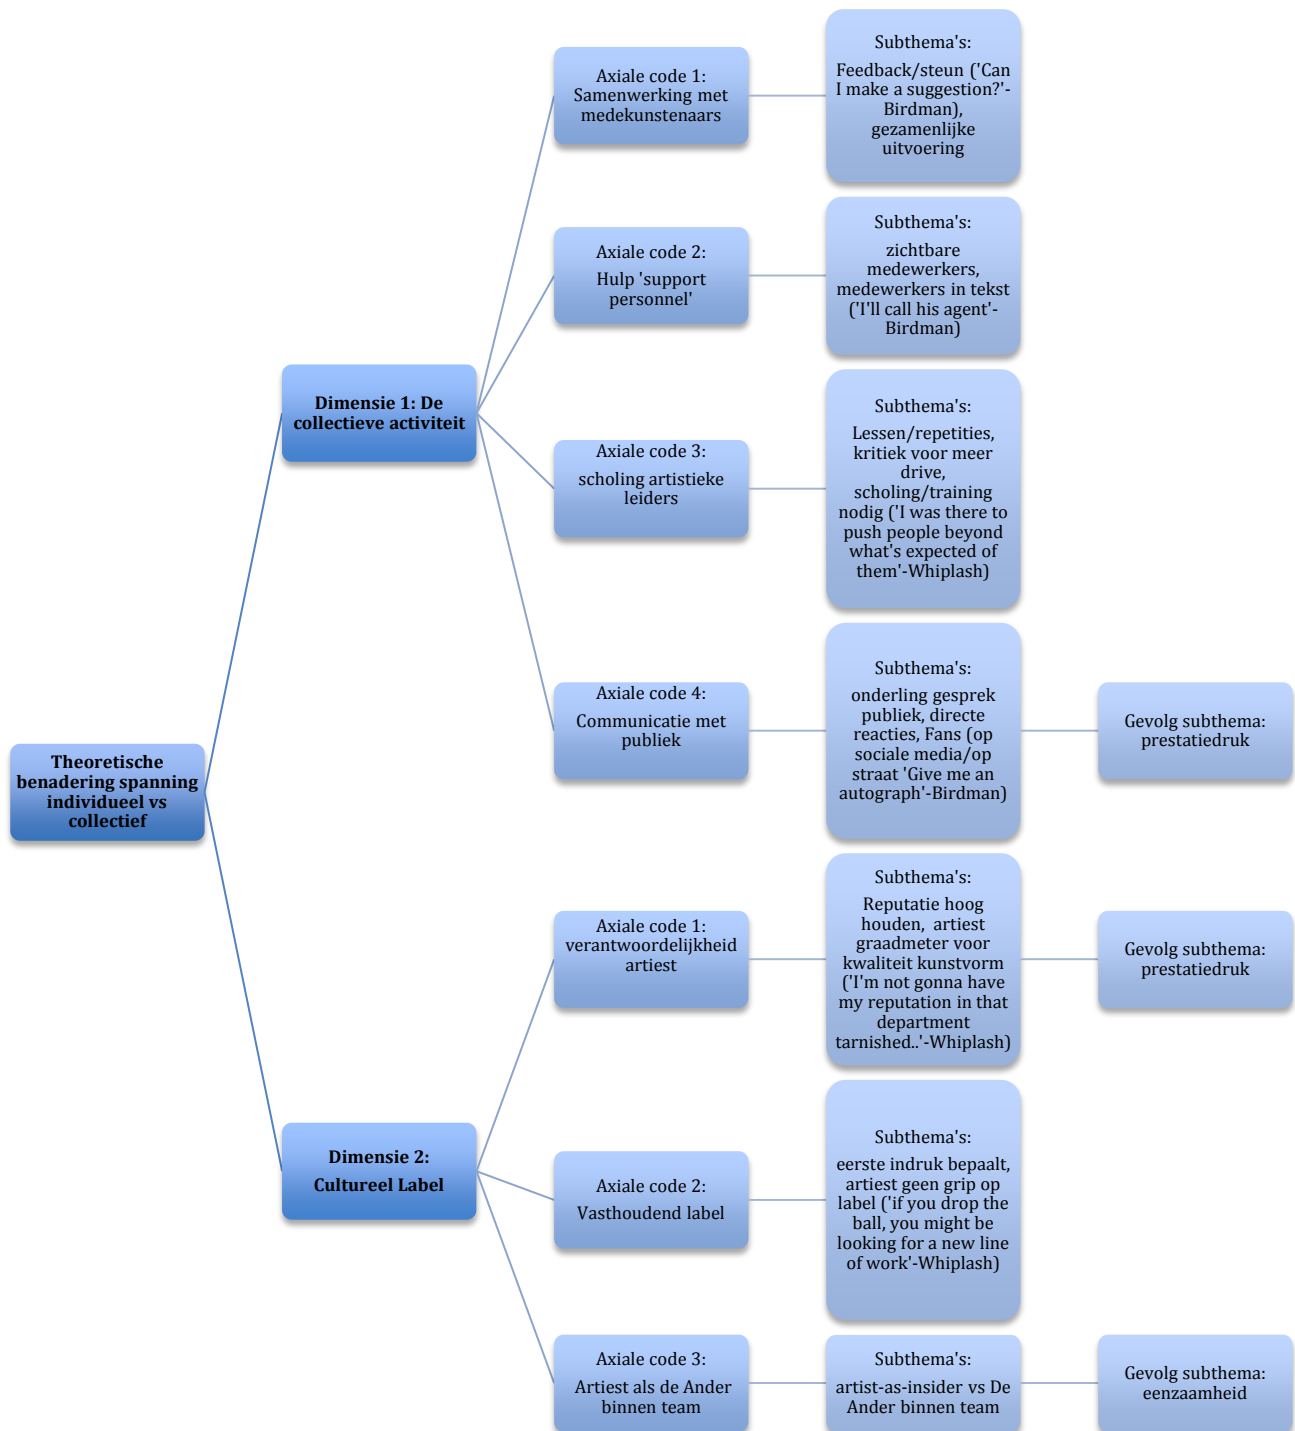 Theoretische
benadering spanning
individueel vs
collectief
Dimensie 1: De
collectieve activiteit
Axiale code 1:
Samenwerking met
medekunstenaars
Subthema's:
Feedback/steun ('Can
I make a suggestion?'-
Birdman),
gezamenlijke
uitvoering
Axiale code 2:
Hulp 'support
personnel'
Subthema's:
zichtbare
medewerkers,
medewerkers in tekst
('I'll call his agent'-
Birdman)
Axiale code 3:
scholing artistieke
leiders
Subthema's:
Lessen/repetities,
kritiek voor meer
drive,
scholing/training
nodig ('I was there to
push people beyond
what's expected of
them'-Whiplash)
Axiale code 4:
Communicatie met
publiek
Subthema's:
onderling gesprek
publiek, directe
reacties, Fans (op
sociale media/op
straat 'Give me an
autograph'-Birdman)
Gevolg subthema:
prestatiedruk
Dimensie 2:
Cultureel Label
Axiale code 1:
verantwoordelijkheid
artiest
Subthema's:
Reputatie hoog
houden, artiest
graadmeter voor
kwaliteit kunstvorm
('I'm not gonna have
my reputation in that
department
tarnished..'-Whiplash)
Gevolg subthema:
prestatiedruk
Axiale code 2:
Vasthoudend label
Subthema's:
eerste indruk bepaalt,
artiest geen grip op
label ('if you drop the
ball, you might be
looking for a new line
of work'-Whiplash)
Axiale code 3:
Artiest als de Ander
binnen team
Subthema's:
artist-as-insider vs De
Ander binnen team
Gevolg subthema:
eenzaamheid